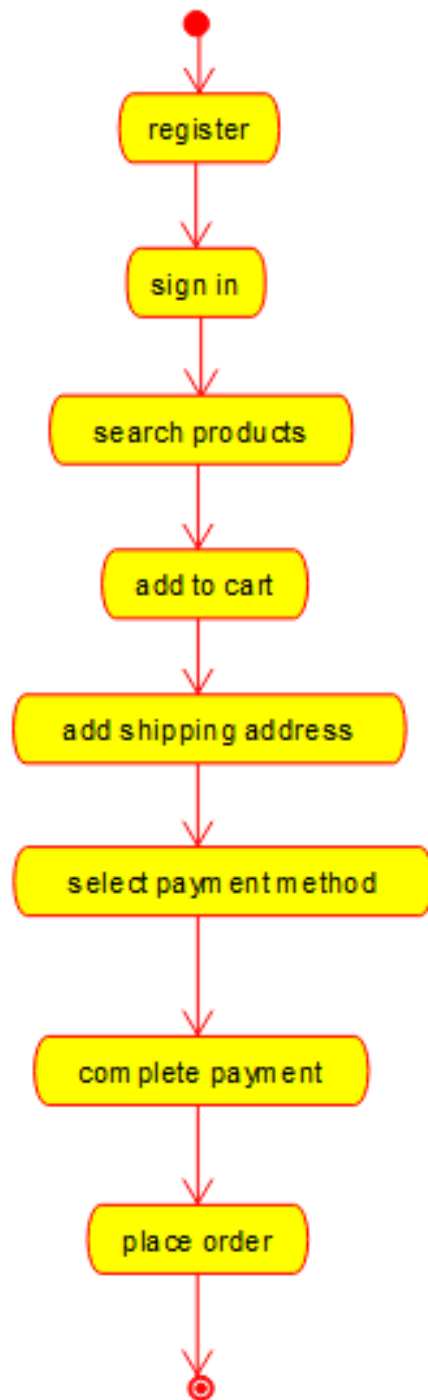 register
sign in
search products
add to cart
add shipping address
select payment method
complete payment
place order